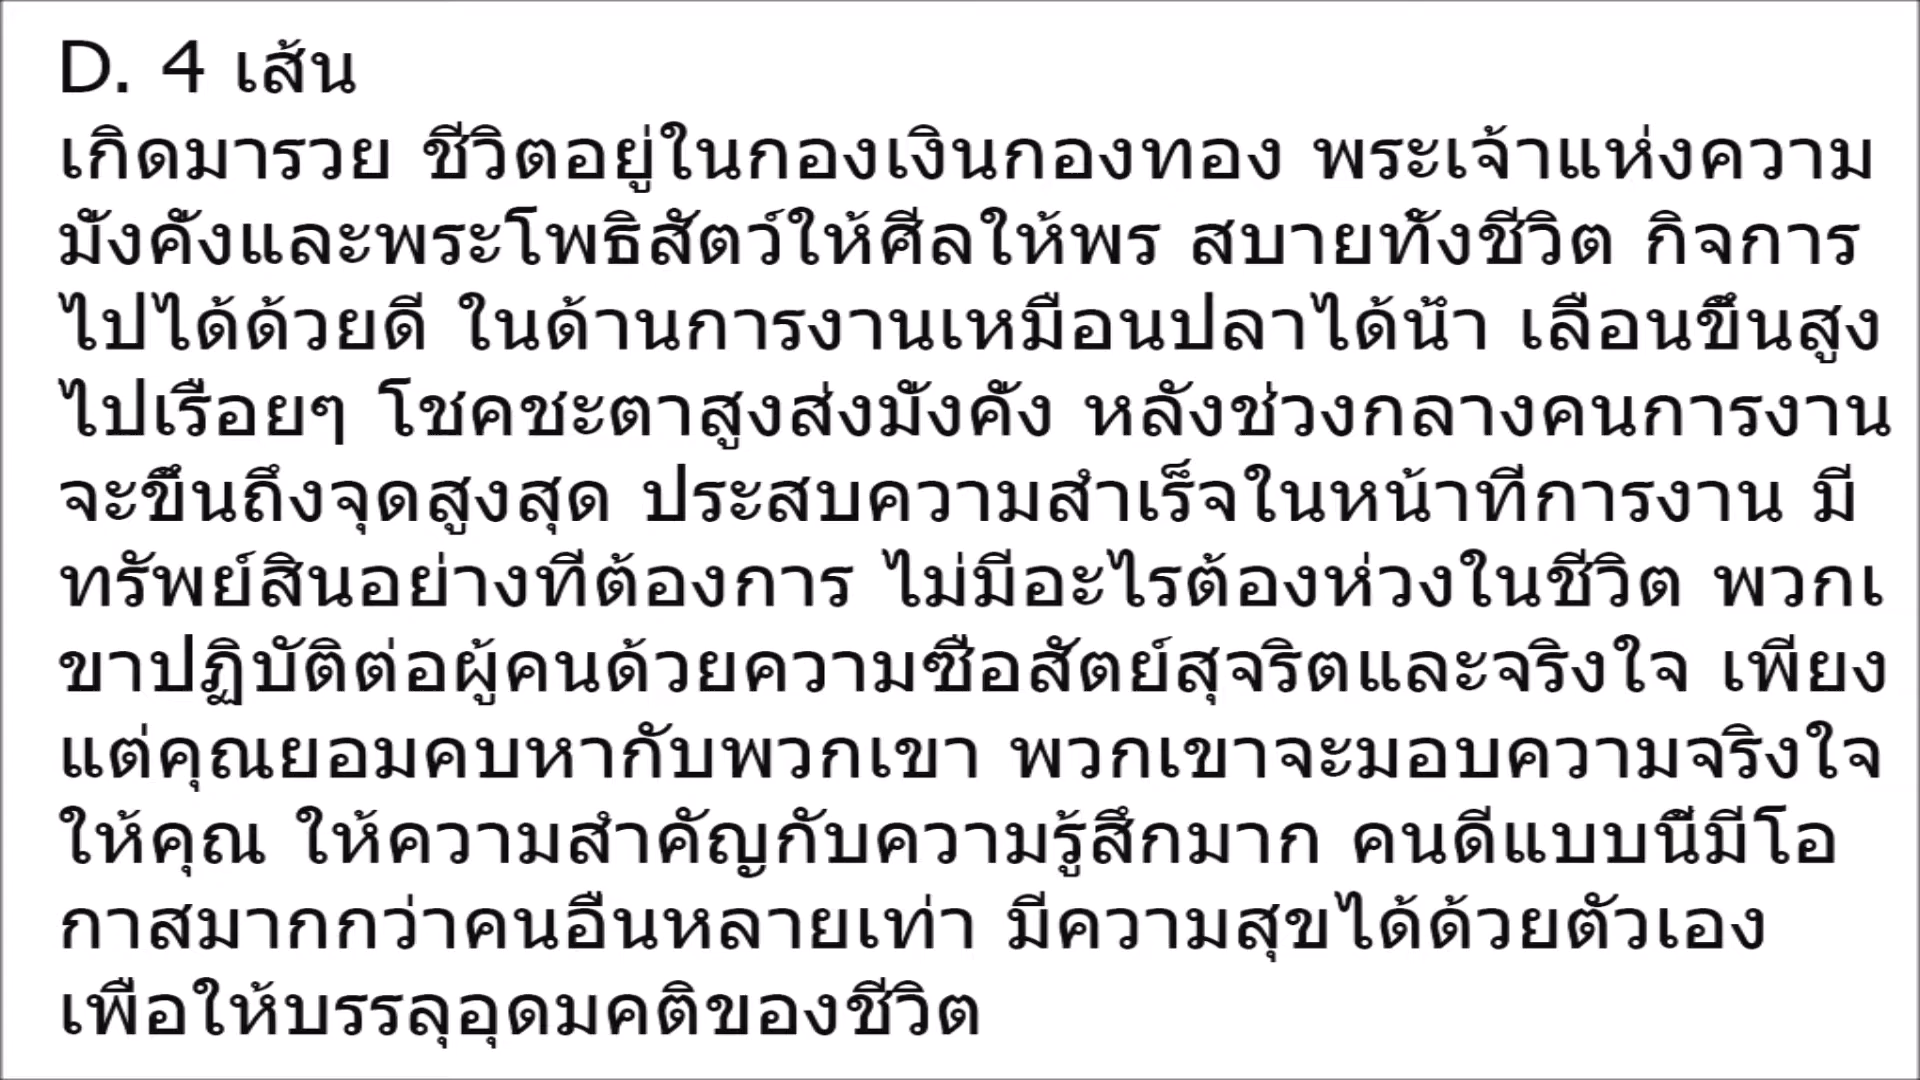 D. 4 เส้น
เกิดมารวย ชีวิตอยู่ในกองเงินกองทอง พระเจ้าแห่งความ
มั่งคั่งและพระโพธิสัตว์ให้ศีลให้พร สบายทั้งชีวิต กิจการ
ไปได้ด้วยดี ในด้านการงานเหมือนปลาได้น้ำ เลื่อนขึ้นสูง
ไปเรื่อยๆ โชคชะตาสูงส่งมั่งคั่ง หลังช่วงกลางคนการงาน
จะขึ้นถึงจุดสูงสุด ประสบความสำเร็จในหน้าที่การงาน มี
ทรัพย์สินอย่างที่ต้องการ ไม่มีอะไรต้องห่วงในชีวิต พวกเ
ขาปฏิบัติต่อผู้คนด้วยความซื่อสัตย์สุจริตและจริงใจ เพียง
แต่คุณยอมคบหากับพวกเขา พวกเขาจะมอบความจริงใจ
ให้คุณ ให้ความสำคัญกับความรู้สึกมาก คนดีแบบนี้มีโอ
กาสมากกว่าคนอื่นหลายเท่า มีความสุขได้ด้วยตัวเอง
เพื่อให้บรรลุอุดมคติของชีวิต